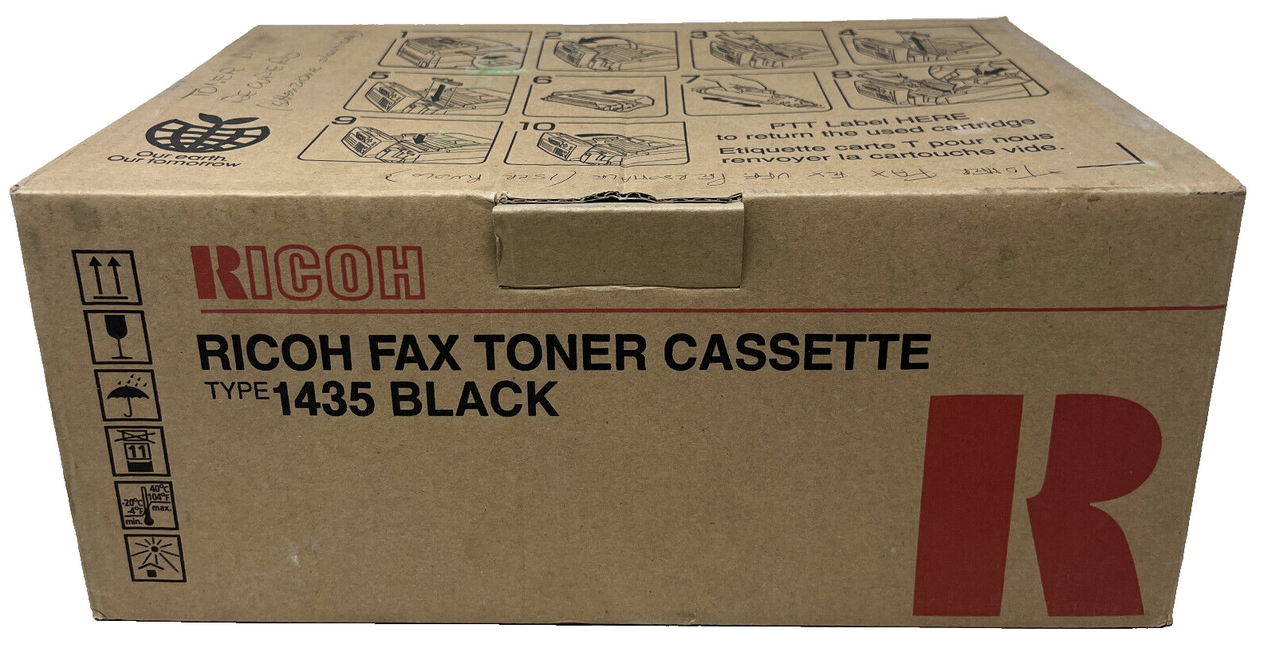 1
2
3
4
5
6
7
8
9
10
PTT Label HERE
to return the used cartridge
Etiquette carte T pour nous
renvoyer la cartouche vide.
Our earth,
Our tomorrow
TONER FAX
RICOH
RICOH FAX TONER CASSETTE
TYPE 1435 BLACK
11
40°C
104°F
max.
-20°C
-4°F
min.